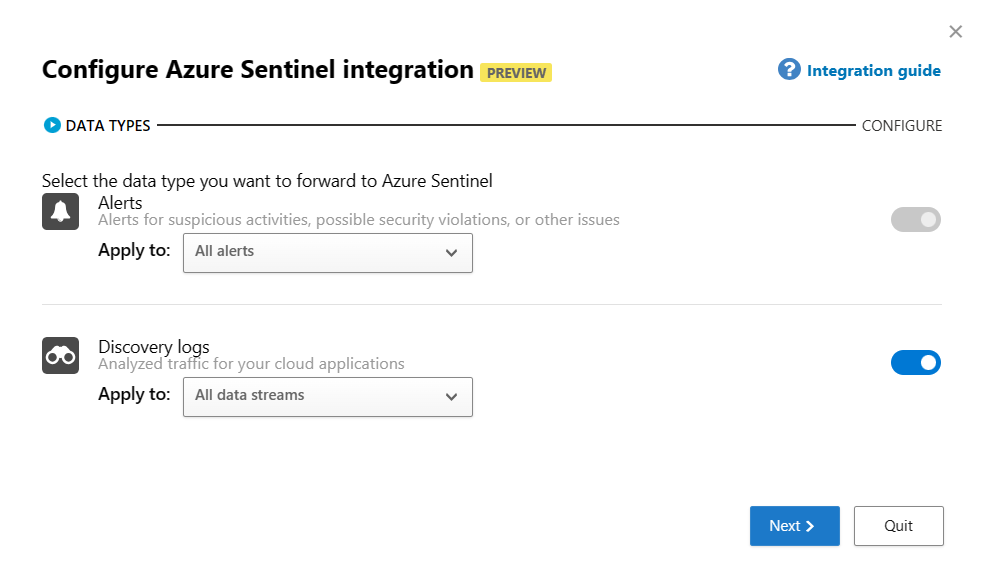 Configure Azure Sentinel integration PREVIEW
? Integration guide
DATA TYPES
CONFIGURE
Select the data type you want to forward to Azure Sentinel
Alerts
Alerts for suspicious activities, possible security violations, or other issues
Apply to: All alerts
Discovery logs
Analyzed traffic for your cloud applications
Apply to: All data streams
Next
Quit